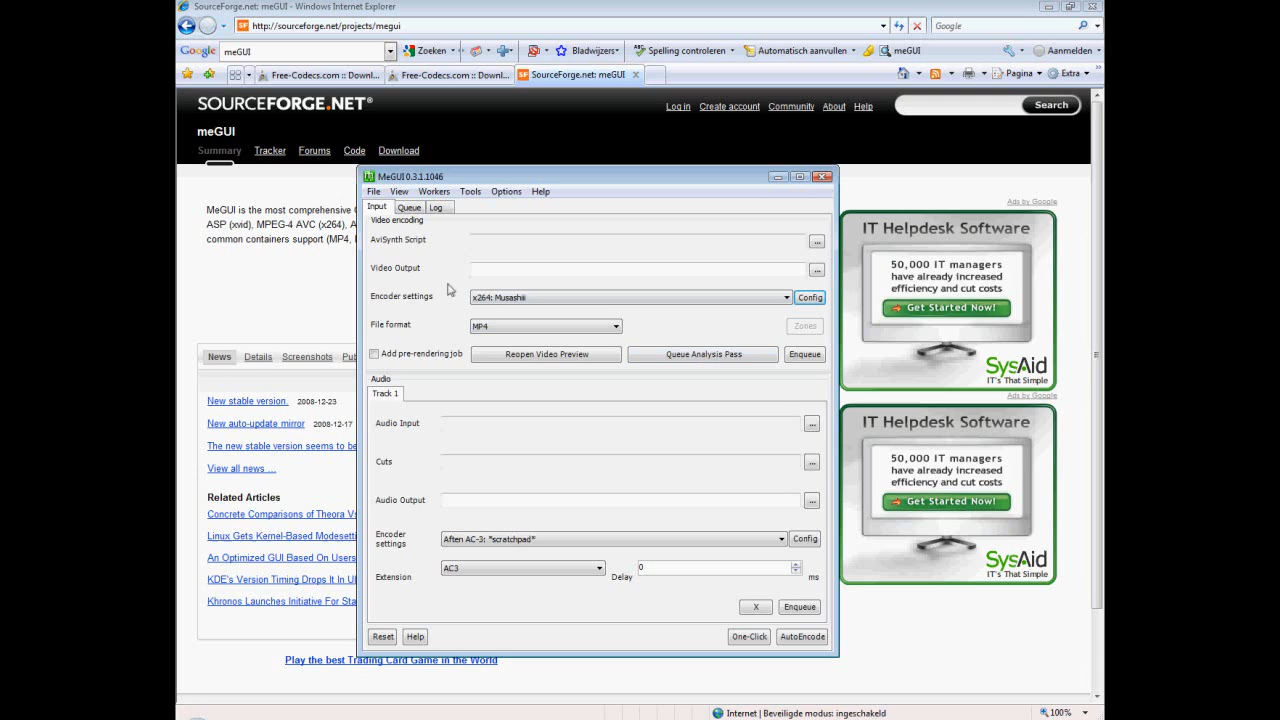 SourceForge.net: meGUI - Windows Internet Explorer
http://sourceforge.net/projects/megui
Google
Google meGUI Zoeken Bladwijzers Spelling controleren Automatisch aanvullen meGUI Aanmelden
Free-Codecs.com :: Downl... Free-Codecs.com :: Downl... SourceForge.net: meGUI Pagina Extra
SOURCEFORGE.NET®
Log in Create account Community About Help Search
meGUI
Summary Tracker Forums Code Download
MeGUI is the most comprehensive
ASP (xvid), MPEG-4 AVC (x264),
common containers support (MP4,
News Details Screenshots
New stable version. 2008-12-23
New auto-update mirror 2008-12-17
The new stable version seems to be
View all news ...
Related Articles
Concrete Comparisons of Theora
Linux Gets Kernel-Based
An Optimized GUI Based On Users
KDE's Version Timing Drops It In
Khronos Launches Initiative For
Play the best Trading Card Game in the World
MeGUI 0.3.1.1046
File View Workers Tools Options Help
Input Queue Log
Video encoding
AviSynth Script ...
Video Output ...
Encoder settings x264: Musashiii Config
File format MP4 Zones
Add pre-rendering job Reopen Video Preview Queue Analysis Pass Enqueue
Audio
Track 1
Audio Input ...
Cuts ...
Audio Output ...
Encoder settings Aften AC-3: *scratchpad* Config
Extension AC3 Delay 0 ms
X Enqueue
Reset Help One-Click AutoEncode
Ads by Google
IT Helpdesk Software
50,000 IT managers
have already increased
efficiency and cut costs
Get Started Now!
SysAid
IT's That Simple
Ads by Google
IT Helpdesk Software
50,000 IT managers
have already increased
efficiency and cut costs
Get Started Now!
SysAid
IT's That Simple
Internet | Beveiligde modus: ingeschakeld 100%